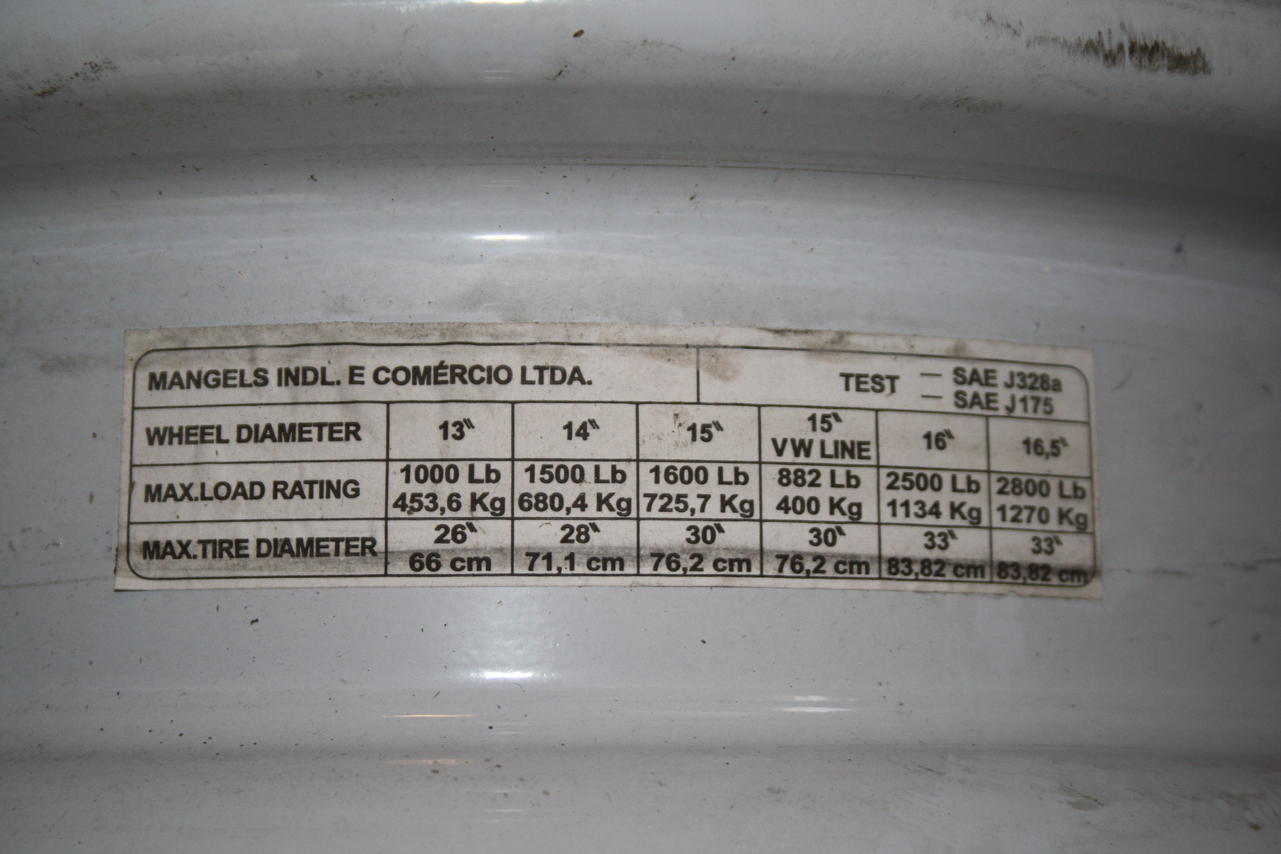 MANGELS INDL. E COMÉRCIO LTDA. TEST — SAE J328a
— SAE J175
WHEEL DIAMETER 13" 14" 15" 15" VW LINE 16" 16,5"
MAX.LOAD RATING 1000 Lb 1500 Lb 1600 Lb 882 Lb 2500 Lb 2800 Lb
453,6 Kg 680,4 Kg 725,7 Kg 400 Kg 1134 Kg 1270 Kg
MAX.TIRE DIAMETER 26" 28" 30" 30" 33" 33"
66 cm 71,1 cm 76,2 cm 76,2 cm 83,82 cm 83,82 cm